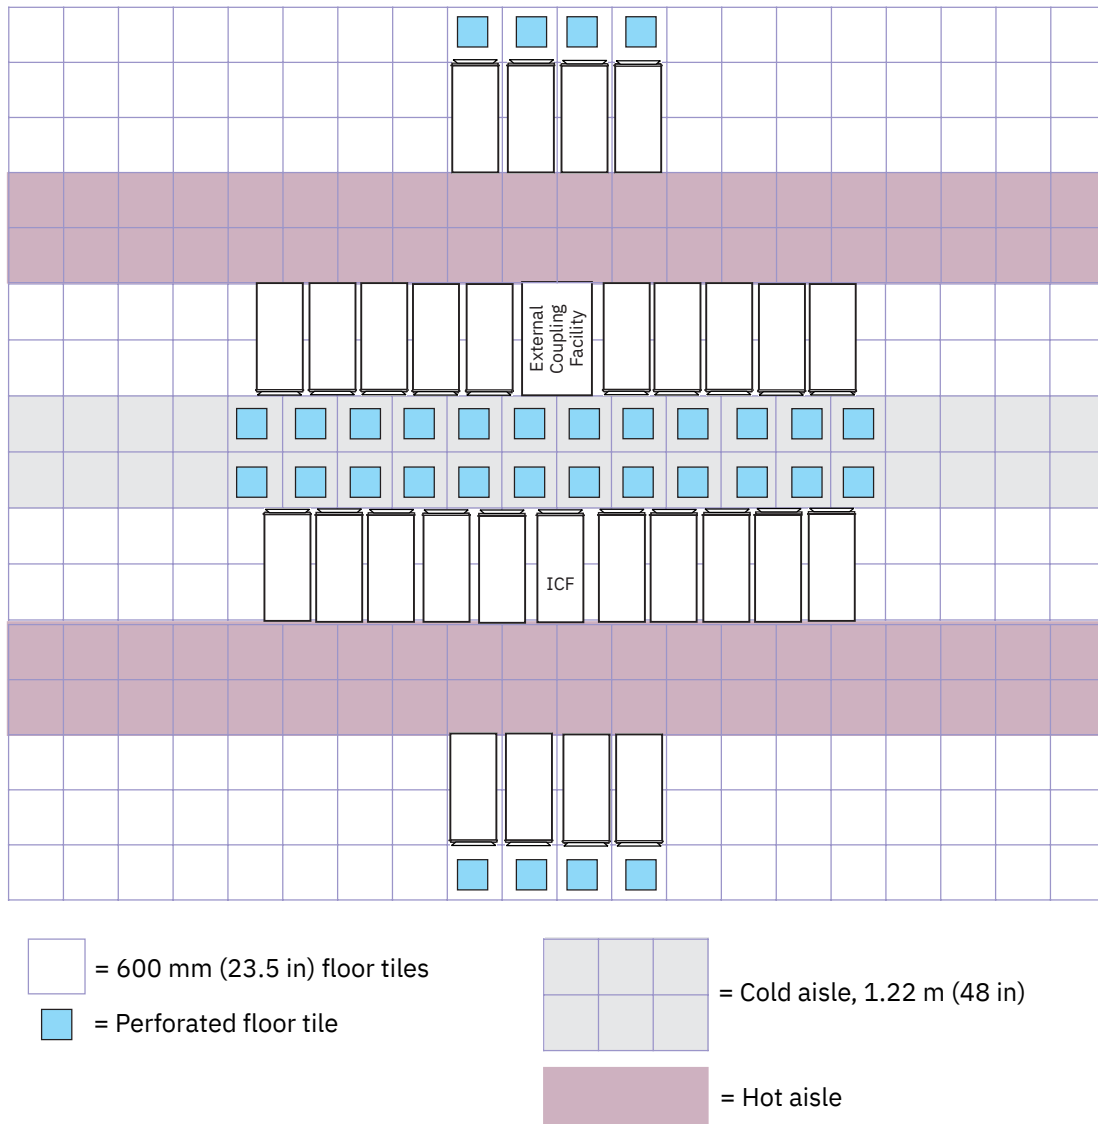 External
Coupling
Facility
ICF
= 600 mm (23.5 in) floor tiles
= Perforated floor tile
= Cold aisle, 1.22 m (48 in)
= Hot aisle